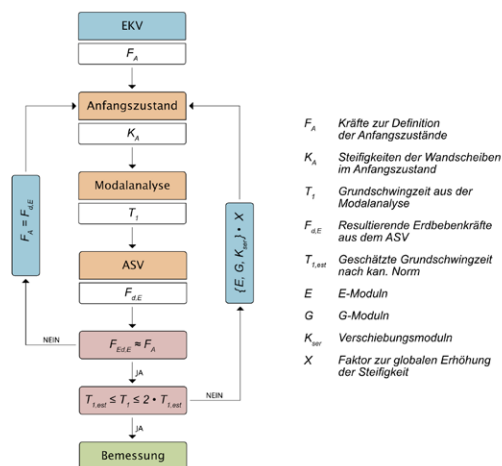 EKV
F_A
Anfangszustand
K_A
Modalanalyse
T_1
ASV
F_d,E
F_Ed,E ≈ F_A
JA
T_1.est ≤ T_1 ≤ 2 • T_1.est
JA
Bemessung
NEIN
F_A = F_d,E
NEIN
{E, G, K_ser} • X
F_A Kräfte zur Definition
der Anfangszustände
K_A Steifigkeiten der Wandscheiben
im Anfangszustand
T_1 Grundschwingzeit aus der
Modalanalyse
F_d,E Resultierende Erdbebenkräfte
aus dem ASV
T_1,est Geschätzte Grundschwingzeit
nach kan. Norm
E E-Moduln
G G-Moduln
K_ser Verschiebungsmoduln
X Faktor zur globalen Erhöhung
der Steifigkeit